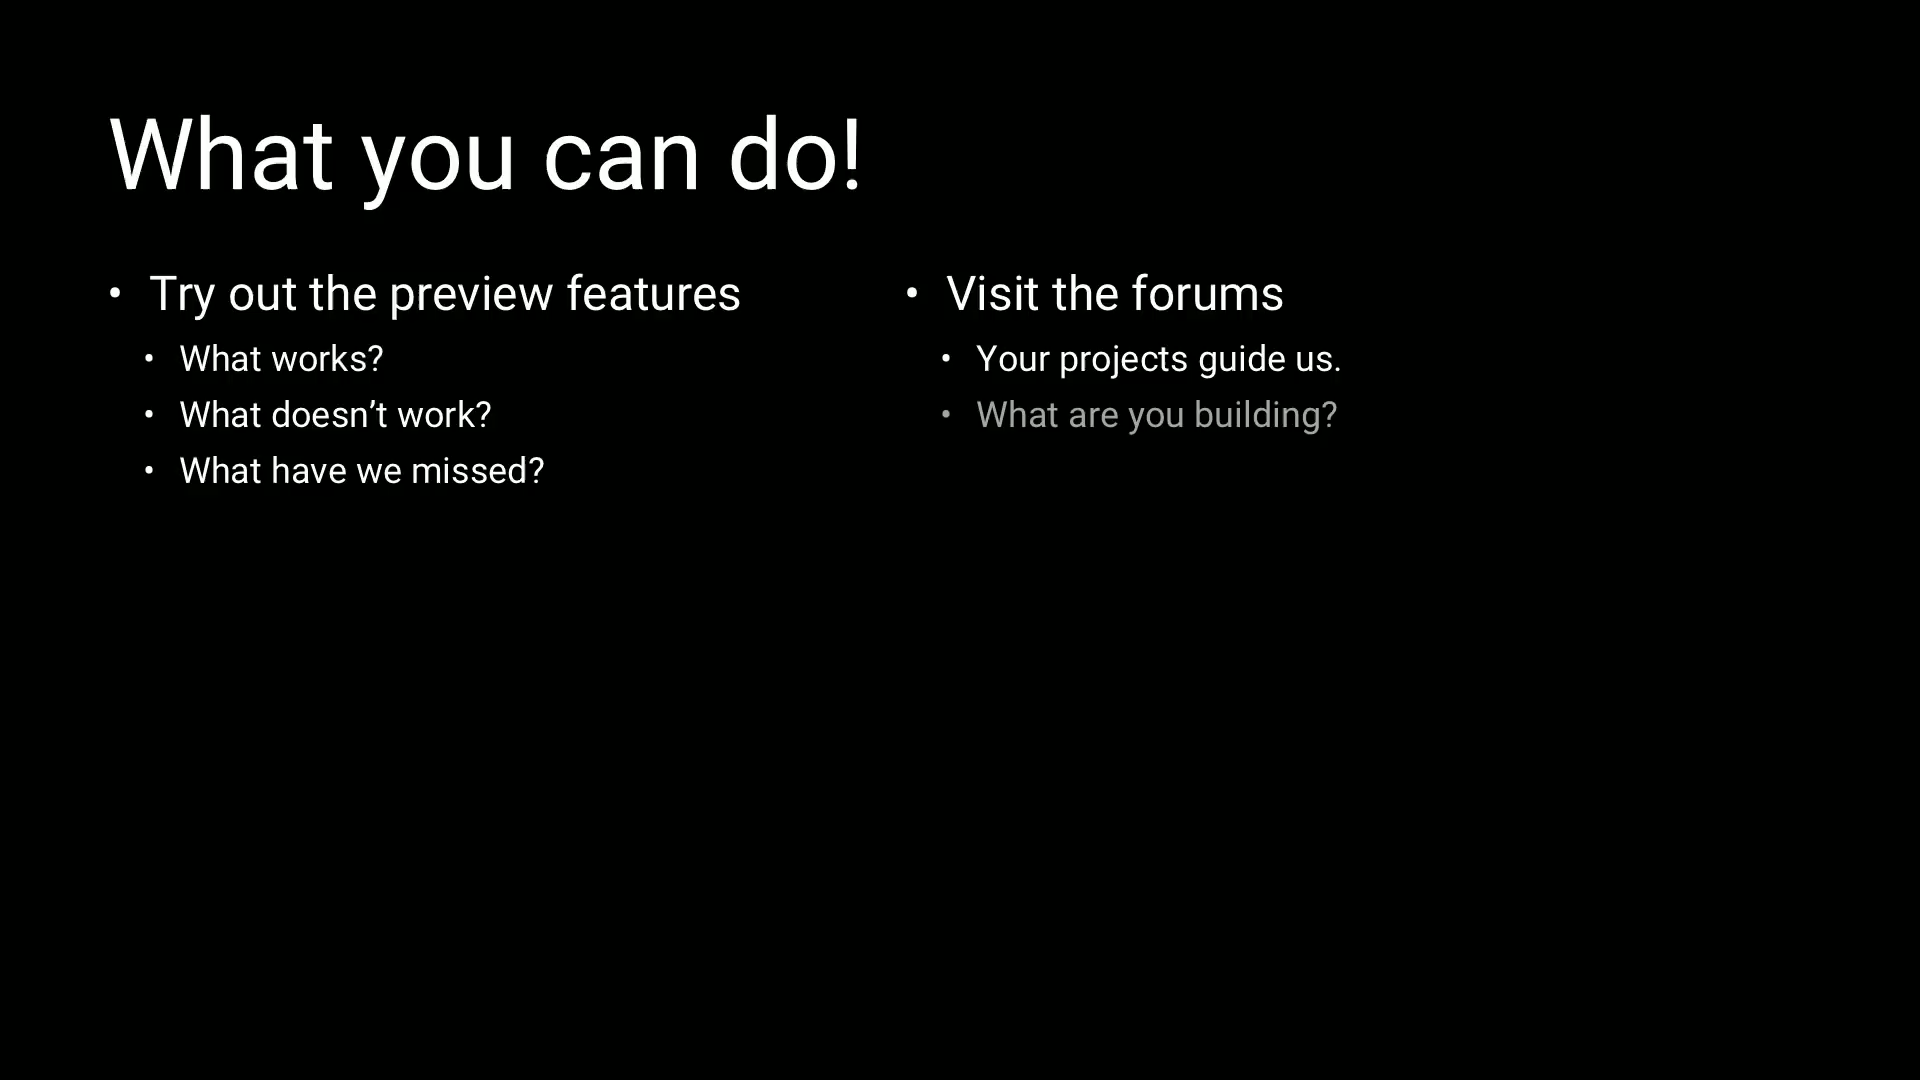 What you can do!
• Try out the preview features
• What works?
• What doesn’t work?
• What have we missed?
• Visit the forums
• Your projects guide us.
• What are you building?